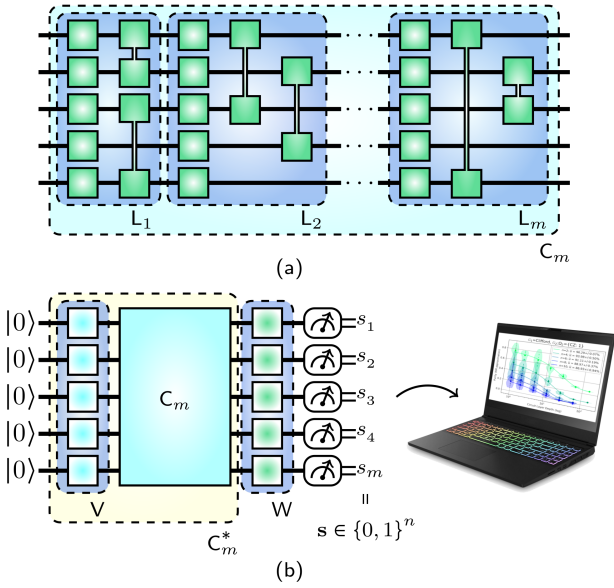 L₁ L₂ Lₘ
Cₘ
(a)
|0⟩ s₁
|0⟩ s₂
|0⟩ Cₘ s₃
|0⟩ s₄
|0⟩ sₘ
V W =
C*ₘ s ∈ {0, 1}ⁿ
(b)